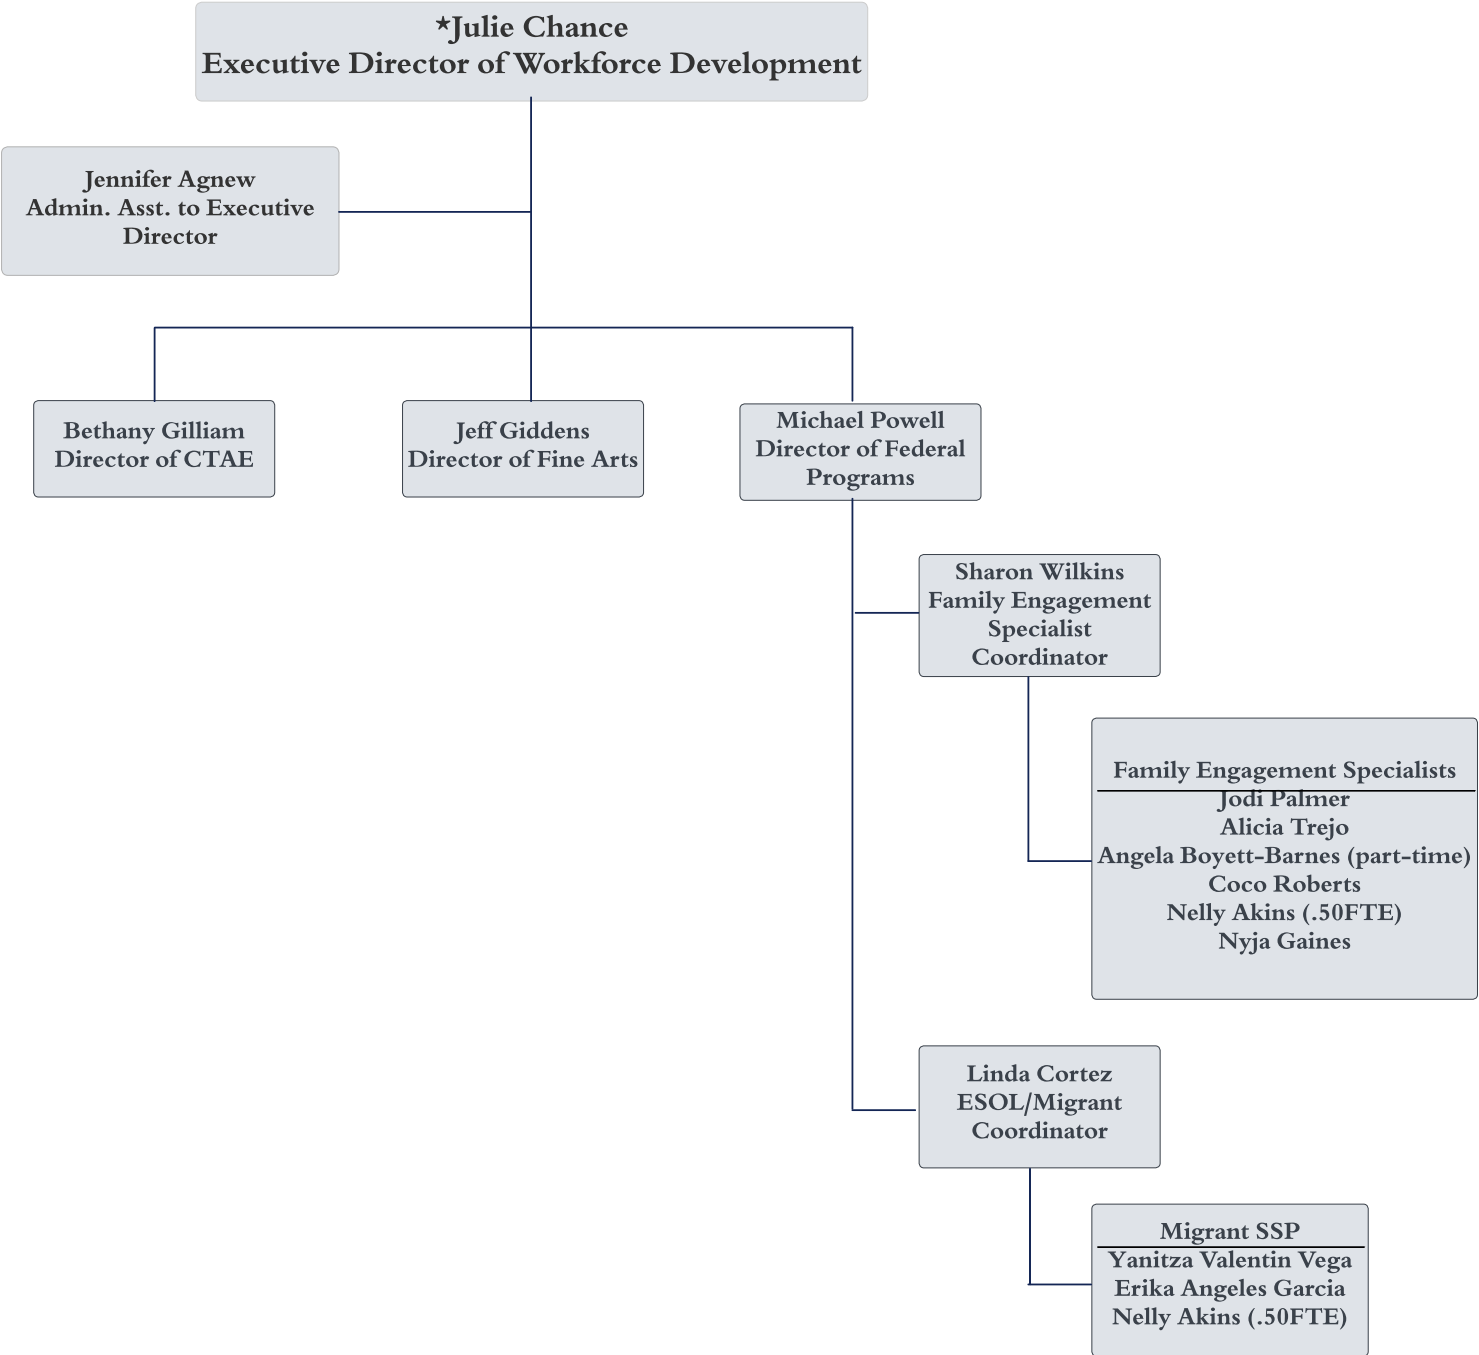 ★Julie Chance
Executive Director of Workforce Development
Jennifer Agnew
Admin. Asst. to Executive
Director
Bethany Gilliam
Director of CTAE
Jeff Giddens
Director of Fine Arts
Michael Powell
Director of Federal
Programs
Sharon Wilkins
Family Engagement
Specialist
Coordinator
Family Engagement Specialists
Jodi Palmer
Alicia Trejo
Angela Boyett-Barnes (part-time)
Coco Roberts
Nelly Akins (.50FTE)
Nyja Gaines
Linda Cortez
ESOL/Migrant
Coordinator
Migrant SSP
Yanitza Valentin Vega
Erika Angeles Garcia
Nelly Akins (.50FTE)